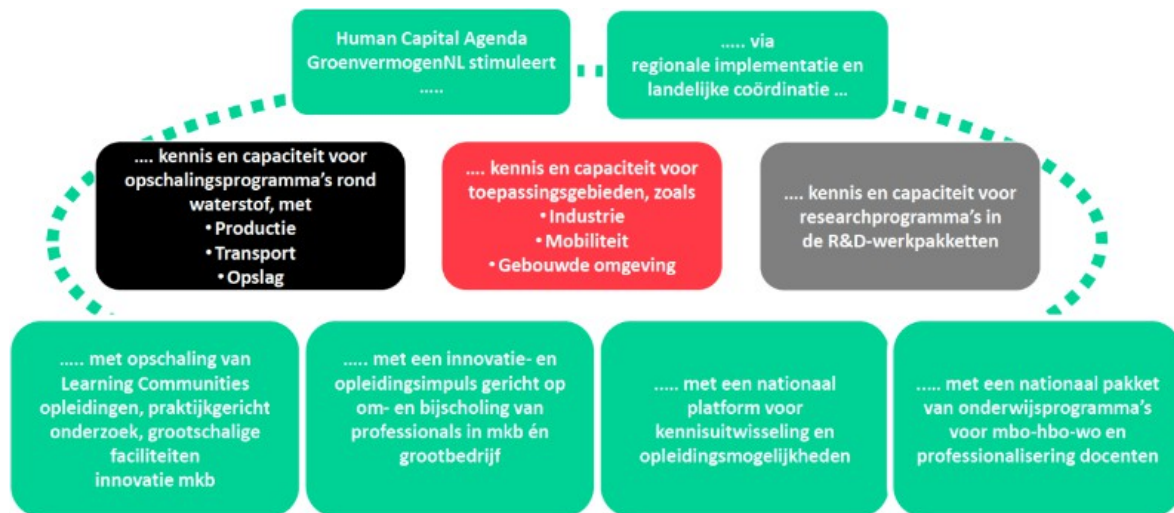 Human Capital Agenda
GroenvermogenNL stimuleert
.....
..... via
regionale implementatie en
landelijke coördinatie ...
.... kennis en capaciteit voor
opschalingsprogramma's rond
waterstof, met
• Productie
• Transport
• Opslag
.... kennis en capaciteit voor
toepassingsgebieden, zoals
• Industrie
• Mobiliteit
• Gebouwde omgeving
.... kennis en capaciteit voor
researchprogramma's in
de R&D-werkpakketten
..... met opschaling van
Learning Communities
opleidingen, praktijkgericht
onderzoek, grootschalige
faciliteiten
innovatie mkb
..... met een innovatie- en
opleidingsimpuls gericht op
om- en bijscholing van
professionals in mkb én
grootbedrijf
..... met een nationaal
platform voor
kennisuitwisseling en
opleidingsmogelijkheden
..... met een nationaal pakket
van onderwijsprogramma's
voor mbo-hbo-wo en
professionalisering docenten